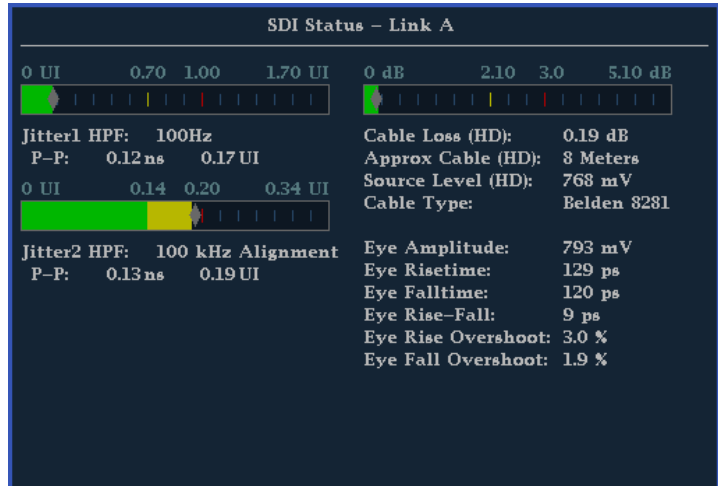 SDI Status – Link A
0 UI 0.70 1.00 1.70 UI
Jitter1 HPF: 100Hz
P–P: 0.12 ns 0.17 UI
0 UI 0.14 0.20 0.34 UI
Jitter2 HPF: 100 kHz Alignment
P–P: 0.13 ns 0.19 UI
0 dB 2.10 3.0 5.10 dB
Cable Loss (HD): 0.19 dB
Approx Cable (HD): 8 Meters
Source Level (HD): 768 mV
Cable Type: Belden 8281
Eye Amplitude: 793 mV
Eye Risetime: 129 ps
Eye Falltime: 120 ps
Eye Rise–Fall: 9 ps
Eye Rise Overshoot: 3.0 %
Eye Fall Overshoot: 1.9 %